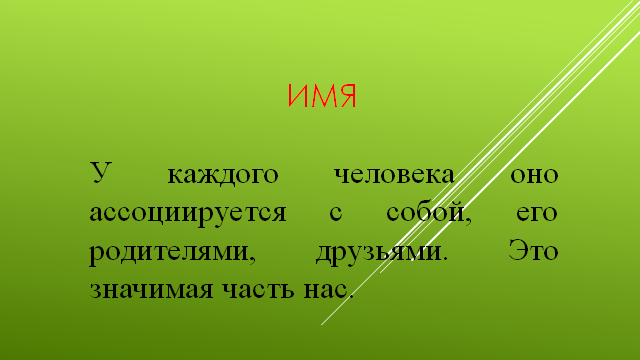 ИМЯ
У каждого человека оно
ассоциируется с собой, его
родителями, друзьями. Это
значимая часть нас.